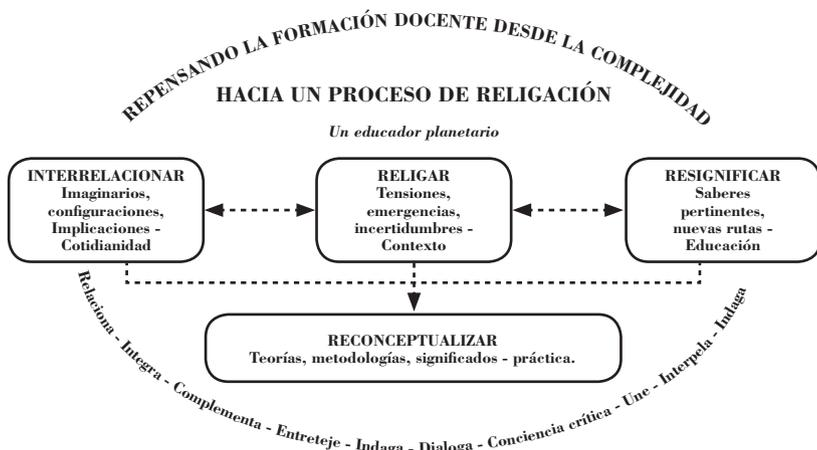 REPENSANDO LA FORMACIÓN DOCENTE DESDE LA COMPLEJIDAD
HACIA UN PROCESO DE RELIGACIÓN
Un educador planetario
INTERRELACIONAR
Imaginarios,
configuraciones,
Implicaciones -
Cotidianidad
RELIGAR
Tensiones,
emergencias,
incertidumbres -
Contexto
RESIGNIFICAR
Saberes
pertinentes,
nuevas rutas -
Educación
RECONCEPTUALIZAR
Teorías, metodologías, significados - práctica.
Relaciona - Integra - Complementa - Entreteje - Indaga - Dialoga - Conciencia crítica - Une - Interpela - Indaga